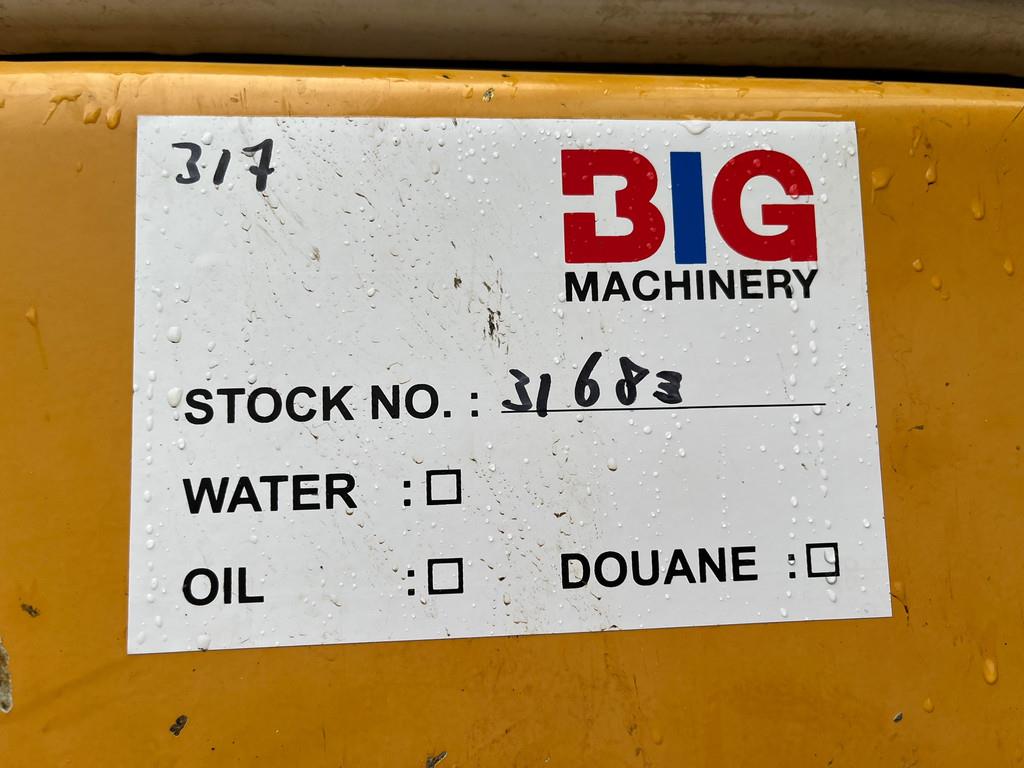 317
BIG
MACHINERY
STOCK NO. : 31683
WATER : ☐
OIL : ☐ DOUANE : ☐